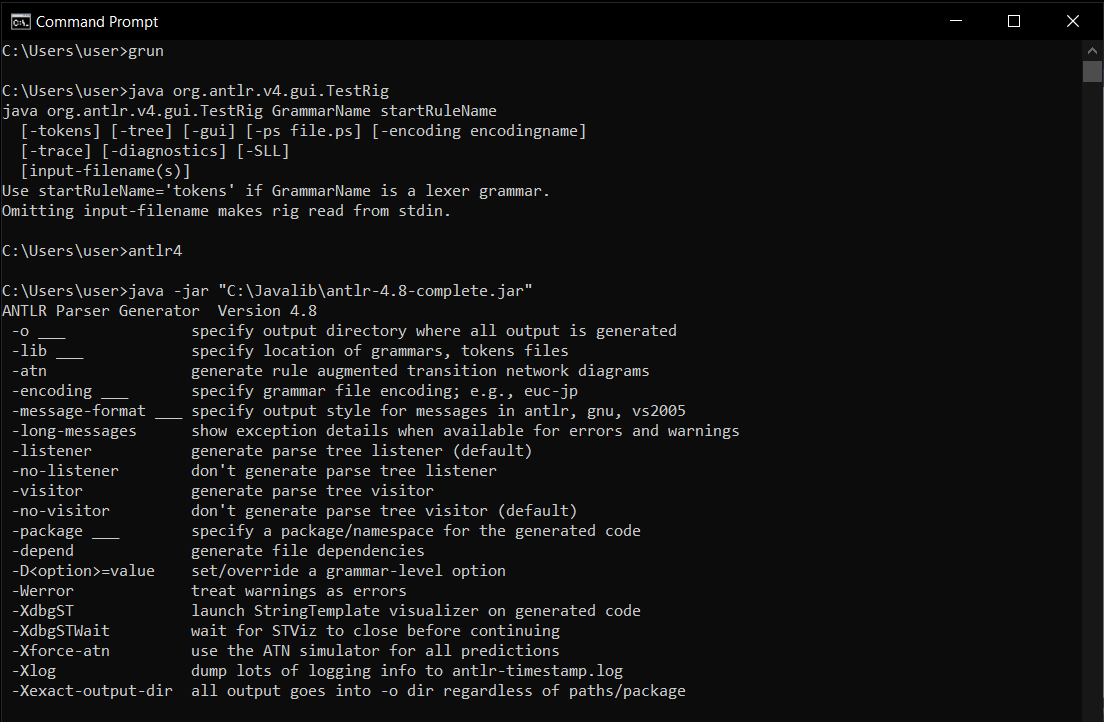 Command Prompt
C:\Users\user>grun
C:\Users\user>java org.antlr.v4.gui.TestRig
java org.antlr.v4.gui.TestRig GrammarName startRuleName
  [-tokens] [-tree] [-gui] [-ps file.ps] [-encoding encodingname]
  [-trace] [-diagnostics] [-SLL]
  [input-filename(s)]
Use startRuleName='tokens' if GrammarName is a lexer grammar.
Omitting input-filename makes rig read from stdin.
C:\Users\user>antlr4
C:\Users\user>java -jar "C:\Javalib\antlr-4.8-complete.jar"
ANTLR Parser Generator  Version 4.8
 -o ___              specify output directory where all output is generated
 -lib ___            specify location of grammars, tokens files
 -atn                generate rule augmented transition network diagrams
 -encoding ___       specify grammar file encoding; e.g., euc-jp
 -message-format ___ specify output style for messages in antlr, gnu, vs2005
 -long-messages      show exception details when available for errors and warnings
 -listener           generate parse tree listener (default)
 -no-listener        don't generate parse tree listener
 -visitor            generate parse tree visitor
 -no-visitor         don't generate parse tree visitor (default)
 -package ___        specify a package/namespace for the generated code
 -depend             generate file dependencies
 -D<option>=value    set/override a grammar-level option
 -Werror             treat warnings as errors
 -XdbgST             launch StringTemplate visualizer on generated code
 -XdbgSTWait         wait for STViz to close before continuing
 -Xforce-atn         use the ATN simulator for all predictions
 -Xlog               dump lots of logging info to antlr-timestamp.log
 -Xexact-output-dir  all output goes into -o dir regardless of paths/package